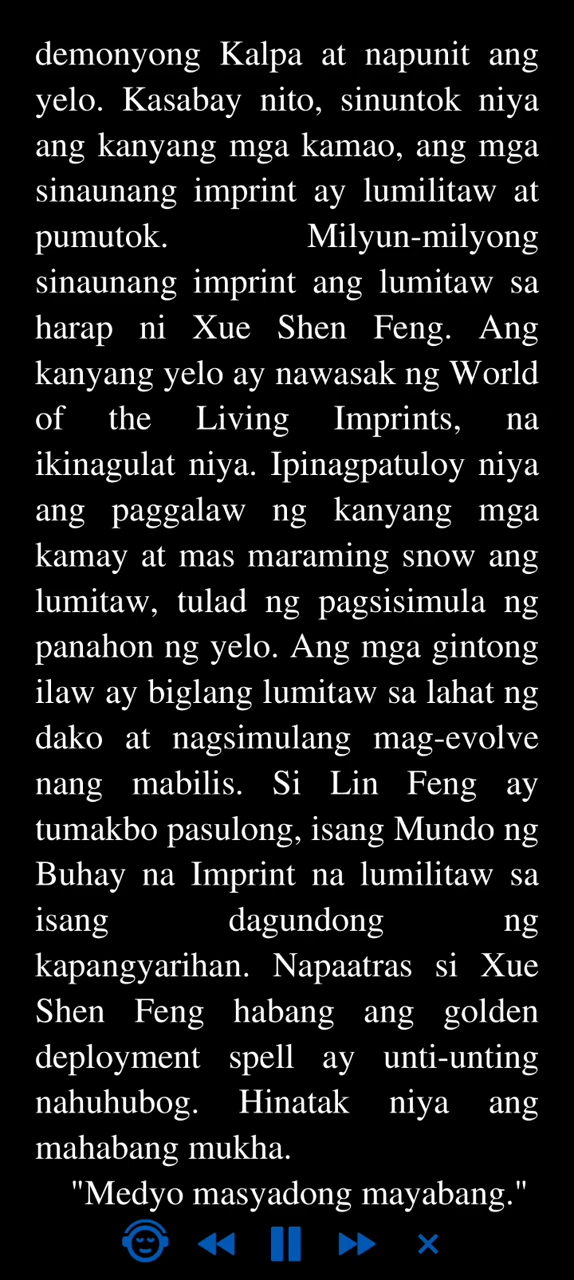 demonyong Kalpa at napunit ang
yelo. Kasabay nito, sinuntok niya
ang kanyang mga kamao, ang mga
sinaunang imprint ay lumilitaw at
pumutok. Milyun-milyong
sinaunang imprint ang lumitaw sa
harap ni Xue Shen Feng. Ang
kanyang yelo ay nawasak ng World
of the Living Imprints, na
ikinagulat niya. Ipinagpatuloy niya
ang paggalaw ng kanyang mga
kamay at mas maraming snow ang
lumitaw, tulad ng pagsisimula ng
panahon ng yelo. Ang mga gintong
ilaw ay biglang lumitaw sa lahat ng
dako at nagsimulang mag-evolve
nang mabilis. Si Lin Feng ay
tumakbo pasulong, isang Mundo ng
Buhay na Imprint na lumilitaw sa
isang dagundong ng
kapangyarihan. Napaatras si Xue
Shen Feng habang ang golden
deployment spell ay unti-unting
nahuhubog. Hinatak niya ang
mahabang mukha.
"Medyo masyadong mayabang."